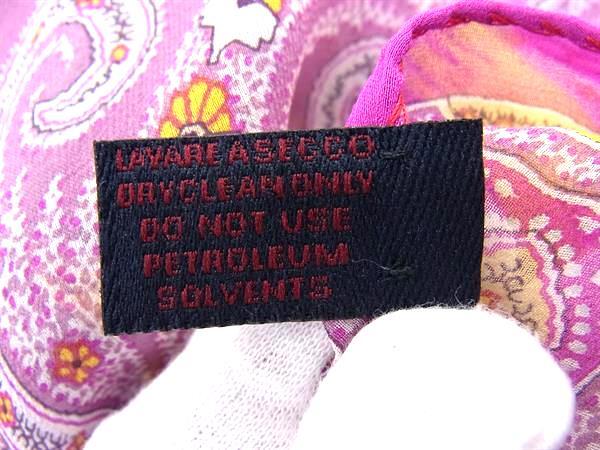 LAVARE A SECCO
DRYCLEAN ONLY
DO NOT USE
PETROLEUM
SOLVENTS